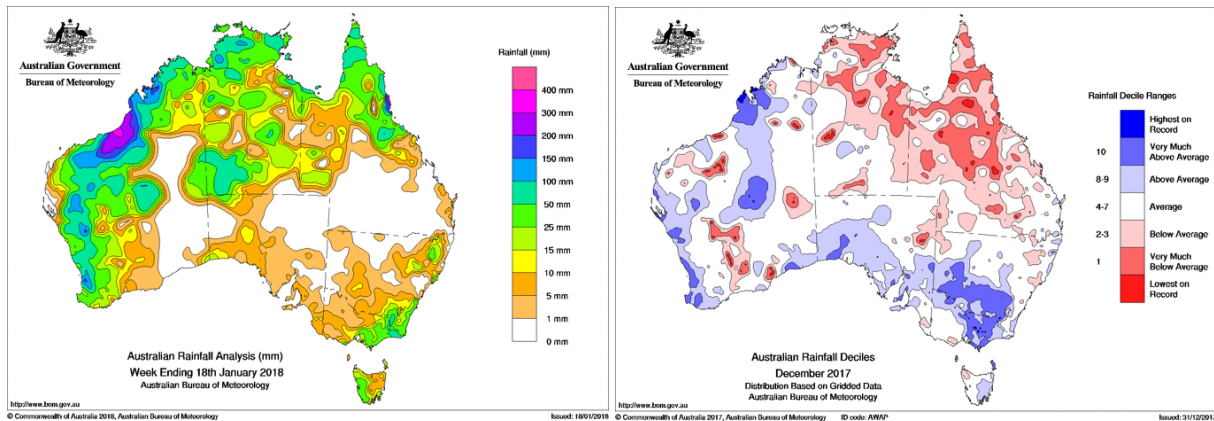 Australian Government
Bureau of Meteorology
Rainfall (mm)
400 mm
300 mm
200 mm
150 mm
100 mm
50 mm
25 mm
15 mm
10 mm
5 mm
1 mm
0 mm
Australian Rainfall Analysis (mm)
Week Ending 18th January 2018
Australian Bureau of Meteorology
http://www.bom.gov.au
© Commonwealth of Australia 2018, Australian Bureau of Meteorology
Issued: 18/01/2018
Australian Government
Bureau of Meteorology
Rainfall Decile Ranges
Highest on
Record
10 Very Much
Above Average
8-9 Above Average
4-7 Average
2-3 Below Average
1 Very Much
Below Average
Lowest on
Record
Australian Rainfall Deciles
December 2017
Distribution Based on Gridded Data
Australian Bureau of Meteorology
http://www.bom.gov.au
© Commonwealth of Australia 2017, Australian Bureau of Meteorology ID code: AWAP
Issued: 31/12/2017